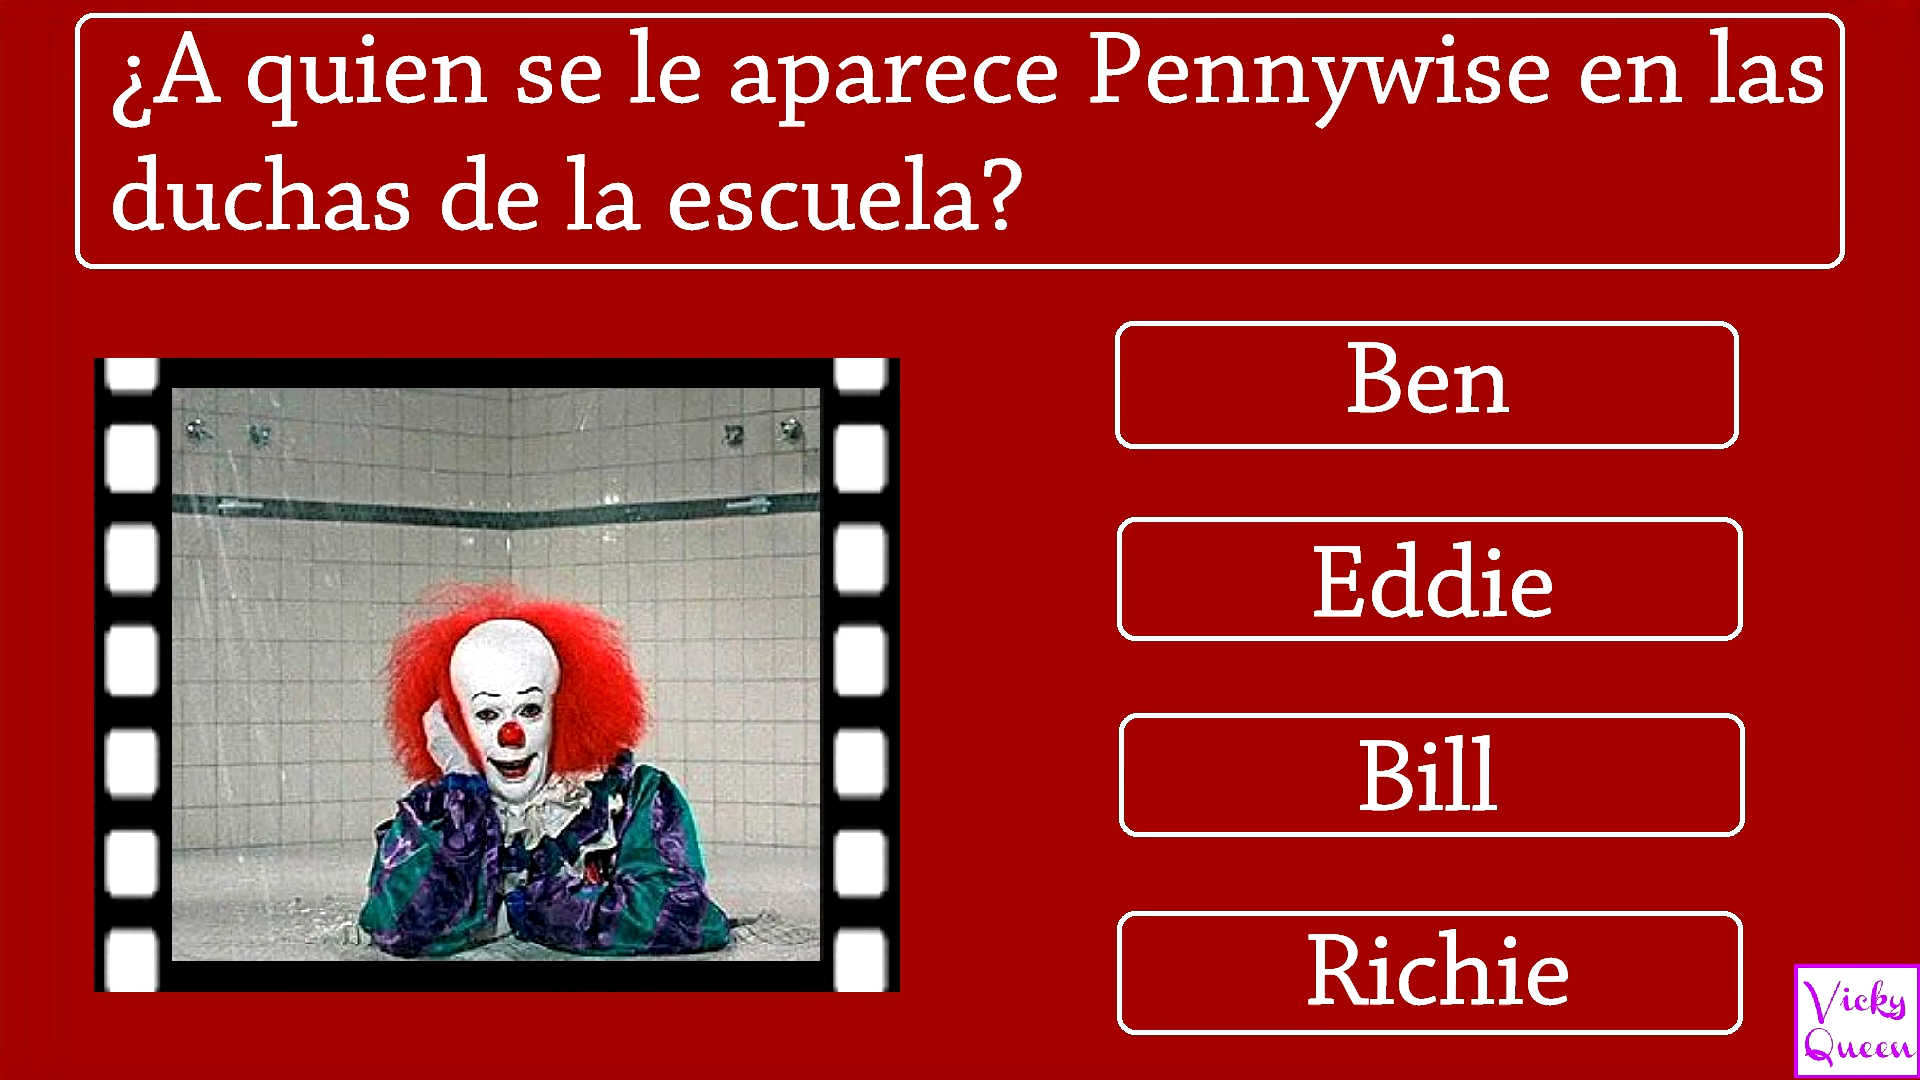 ¿A quien se le aparece Pennywise en las
duchas de la escuela?
Ben
Eddie
Bill
Richie
Vicky
Queen